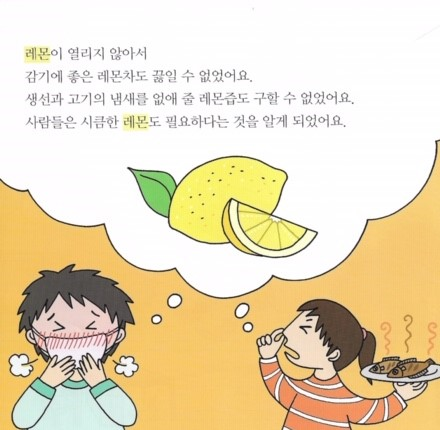 레몬이 열리지 않아서
감기에 좋은 레몬차도 끓일 수 없었어요.
생선과 고기의 냄새를 없애 줄 레몬즙도 구할 수 없었어요.
사람들은 시큼한 레몬도 필요하다는 것을 알게 되었어요.